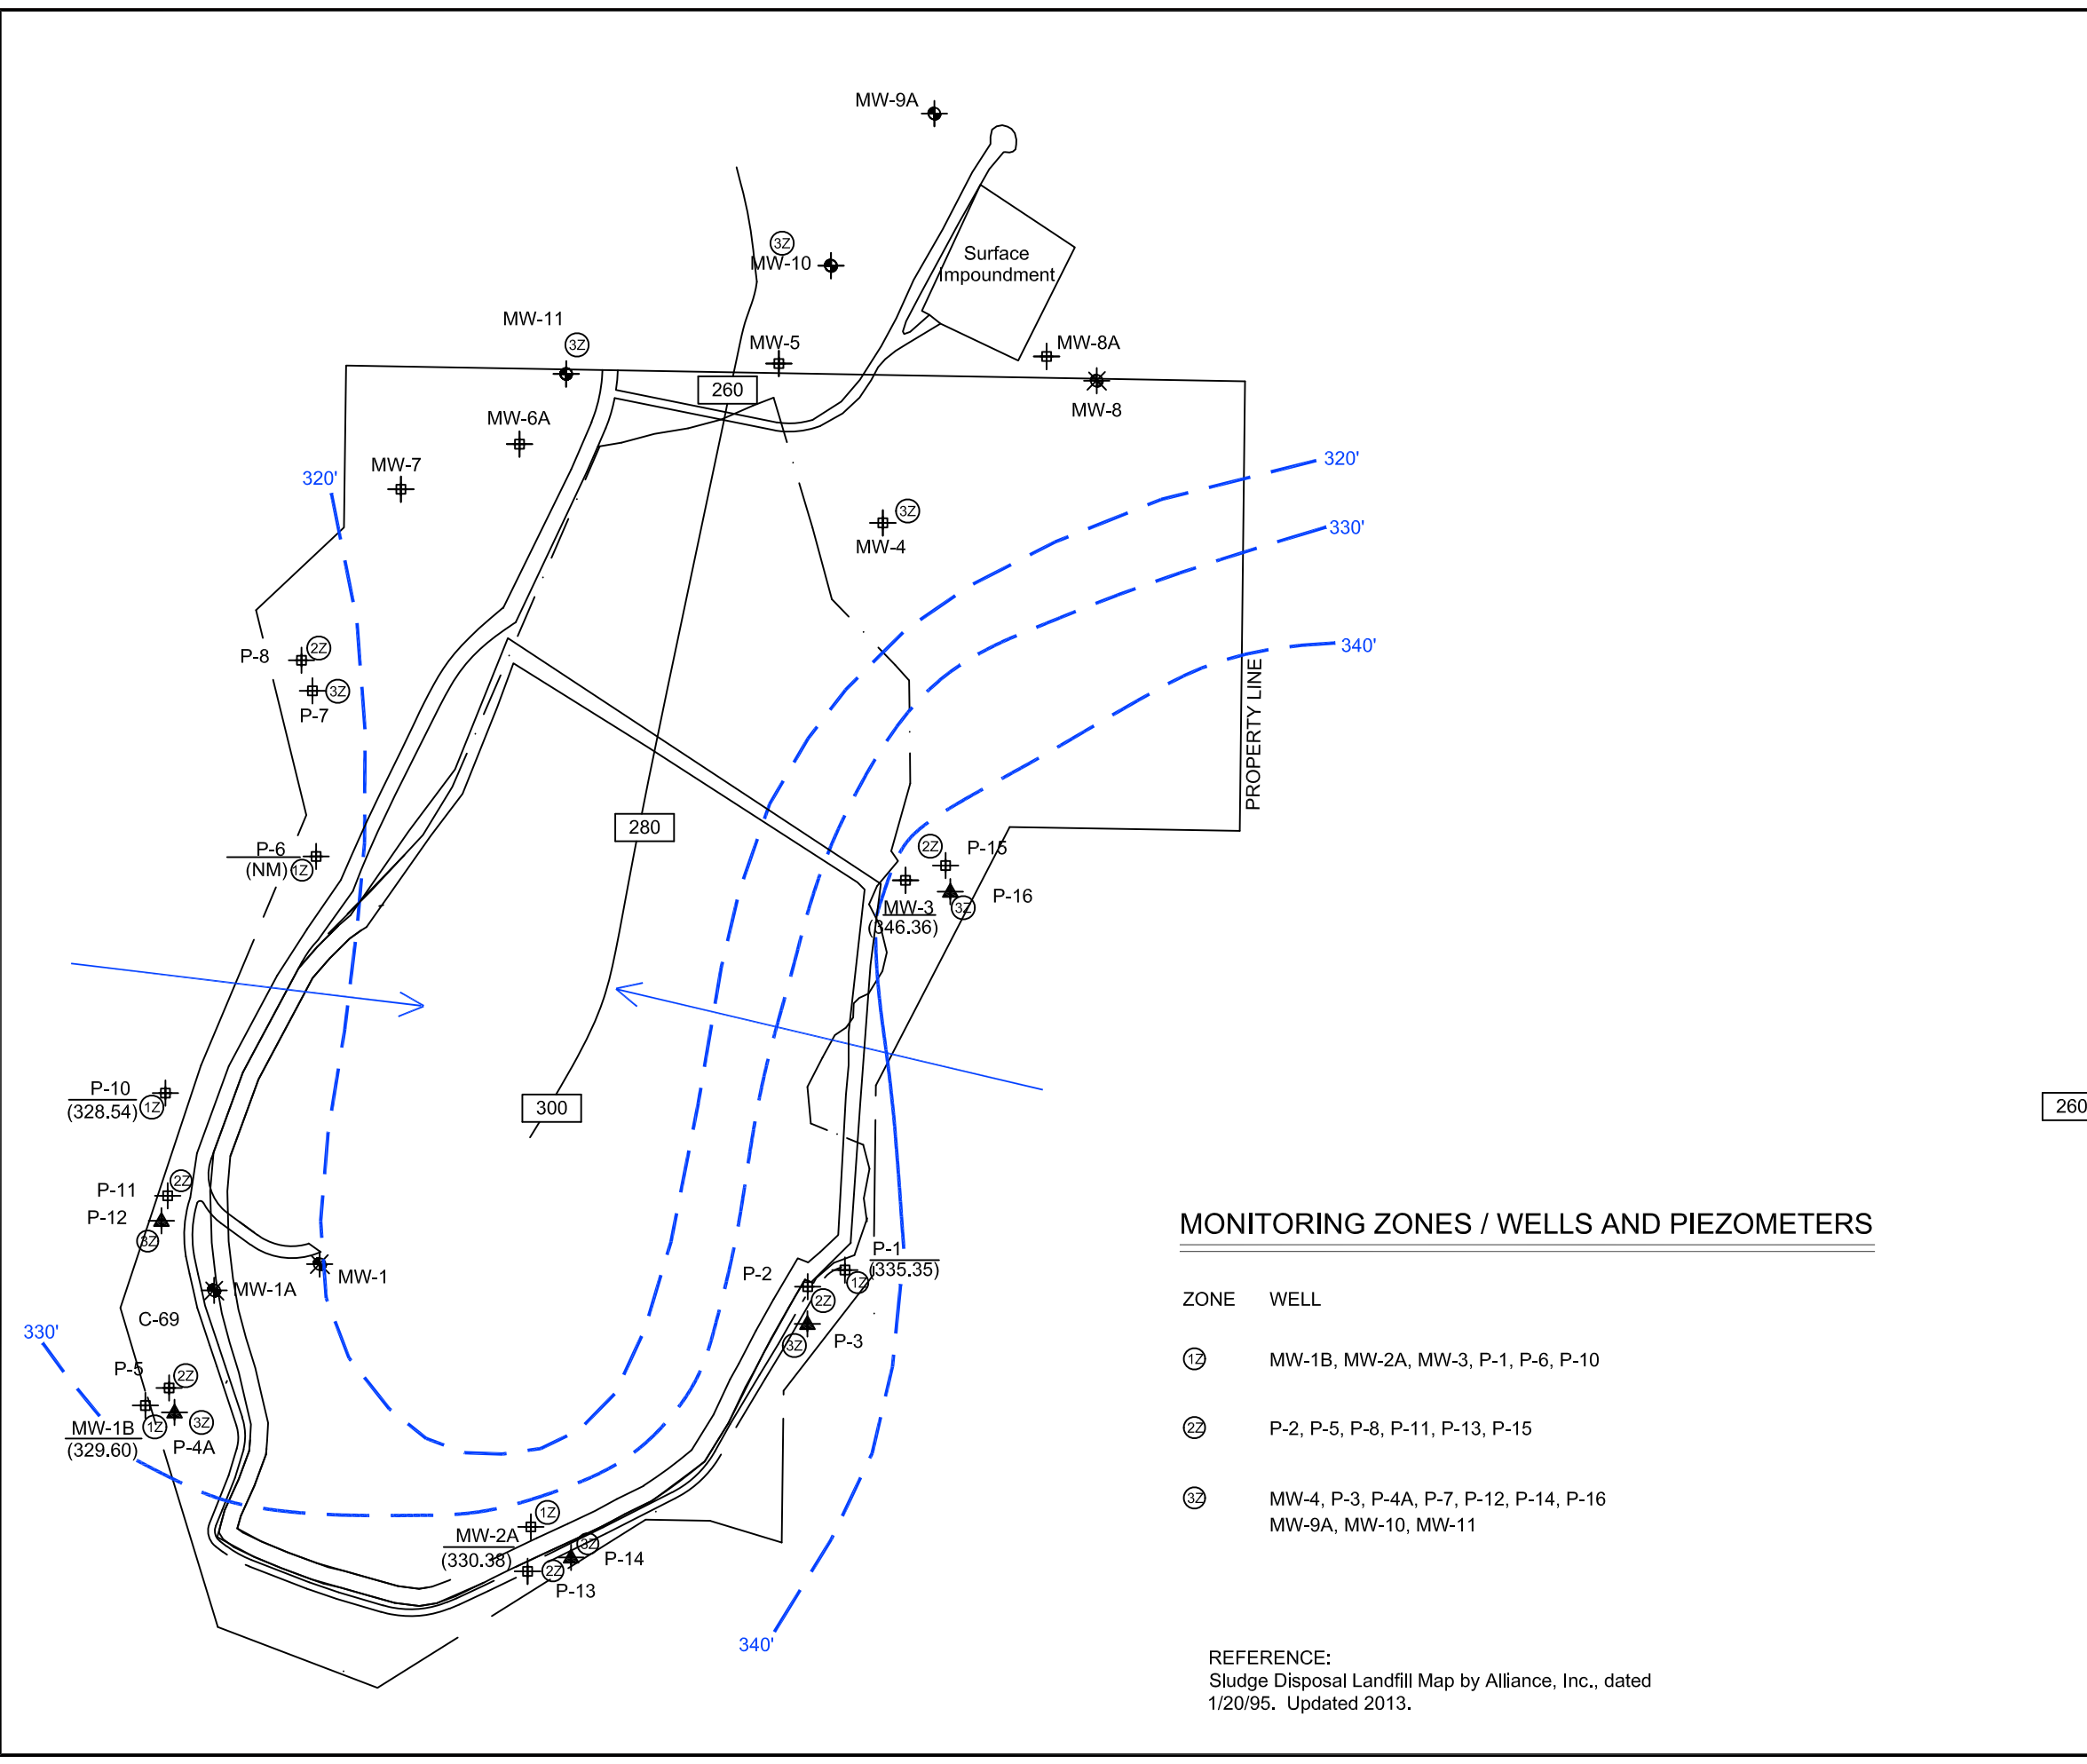 MW-9A
3Z
MW-10
Surface
Impoundment
MW-11
3Z
MW-5
MW-8A
260
MW-8
MW-6A
MW-7
320'
320'
3Z
MW-4
330'
340'
PROPERTY LINE
P-8
2Z
3Z
P-7
280
P-6
(NM)
1Z
2Z
P-15
P-16
MW-3
3Z
(346.36)
P-10
(328.54)
1Z
300
260
P-11
2Z
P-12
3Z
MW-1
MW-1A
C-69
P-1
(335.35)
1Z
P-2
2Z
3Z
P-3
330'
P-5
2Z
MW-1B
1Z
3Z
(329.60)
P-4A
1Z
MW-2A
(330.38)
3Z
P-14
2Z
P-13
340'
MONITORING ZONES / WELLS AND PIEZOMETERS
ZONE WELL
1Z MW-1B, MW-2A, MW-3, P-1, P-6, P-10
2Z P-2, P-5, P-8, P-11, P-13, P-15
3Z MW-4, P-3, P-4A, P-7, P-12, P-14, P-16
MW-9A, MW-10, MW-11
REFERENCE:
Sludge Disposal Landfill Map by Alliance, Inc., dated
1/20/95. Updated 2013.